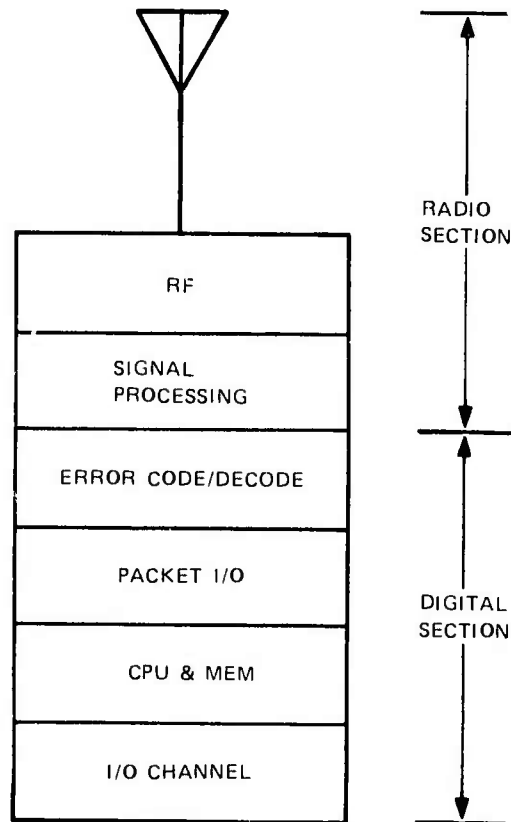 RF
SIGNAL
PROCESSING
ERROR CODE/DECODE
PACKET I/O
CPU & MEM
I/O CHANNEL
RADIO
SECTION
DIGITAL
SECTION